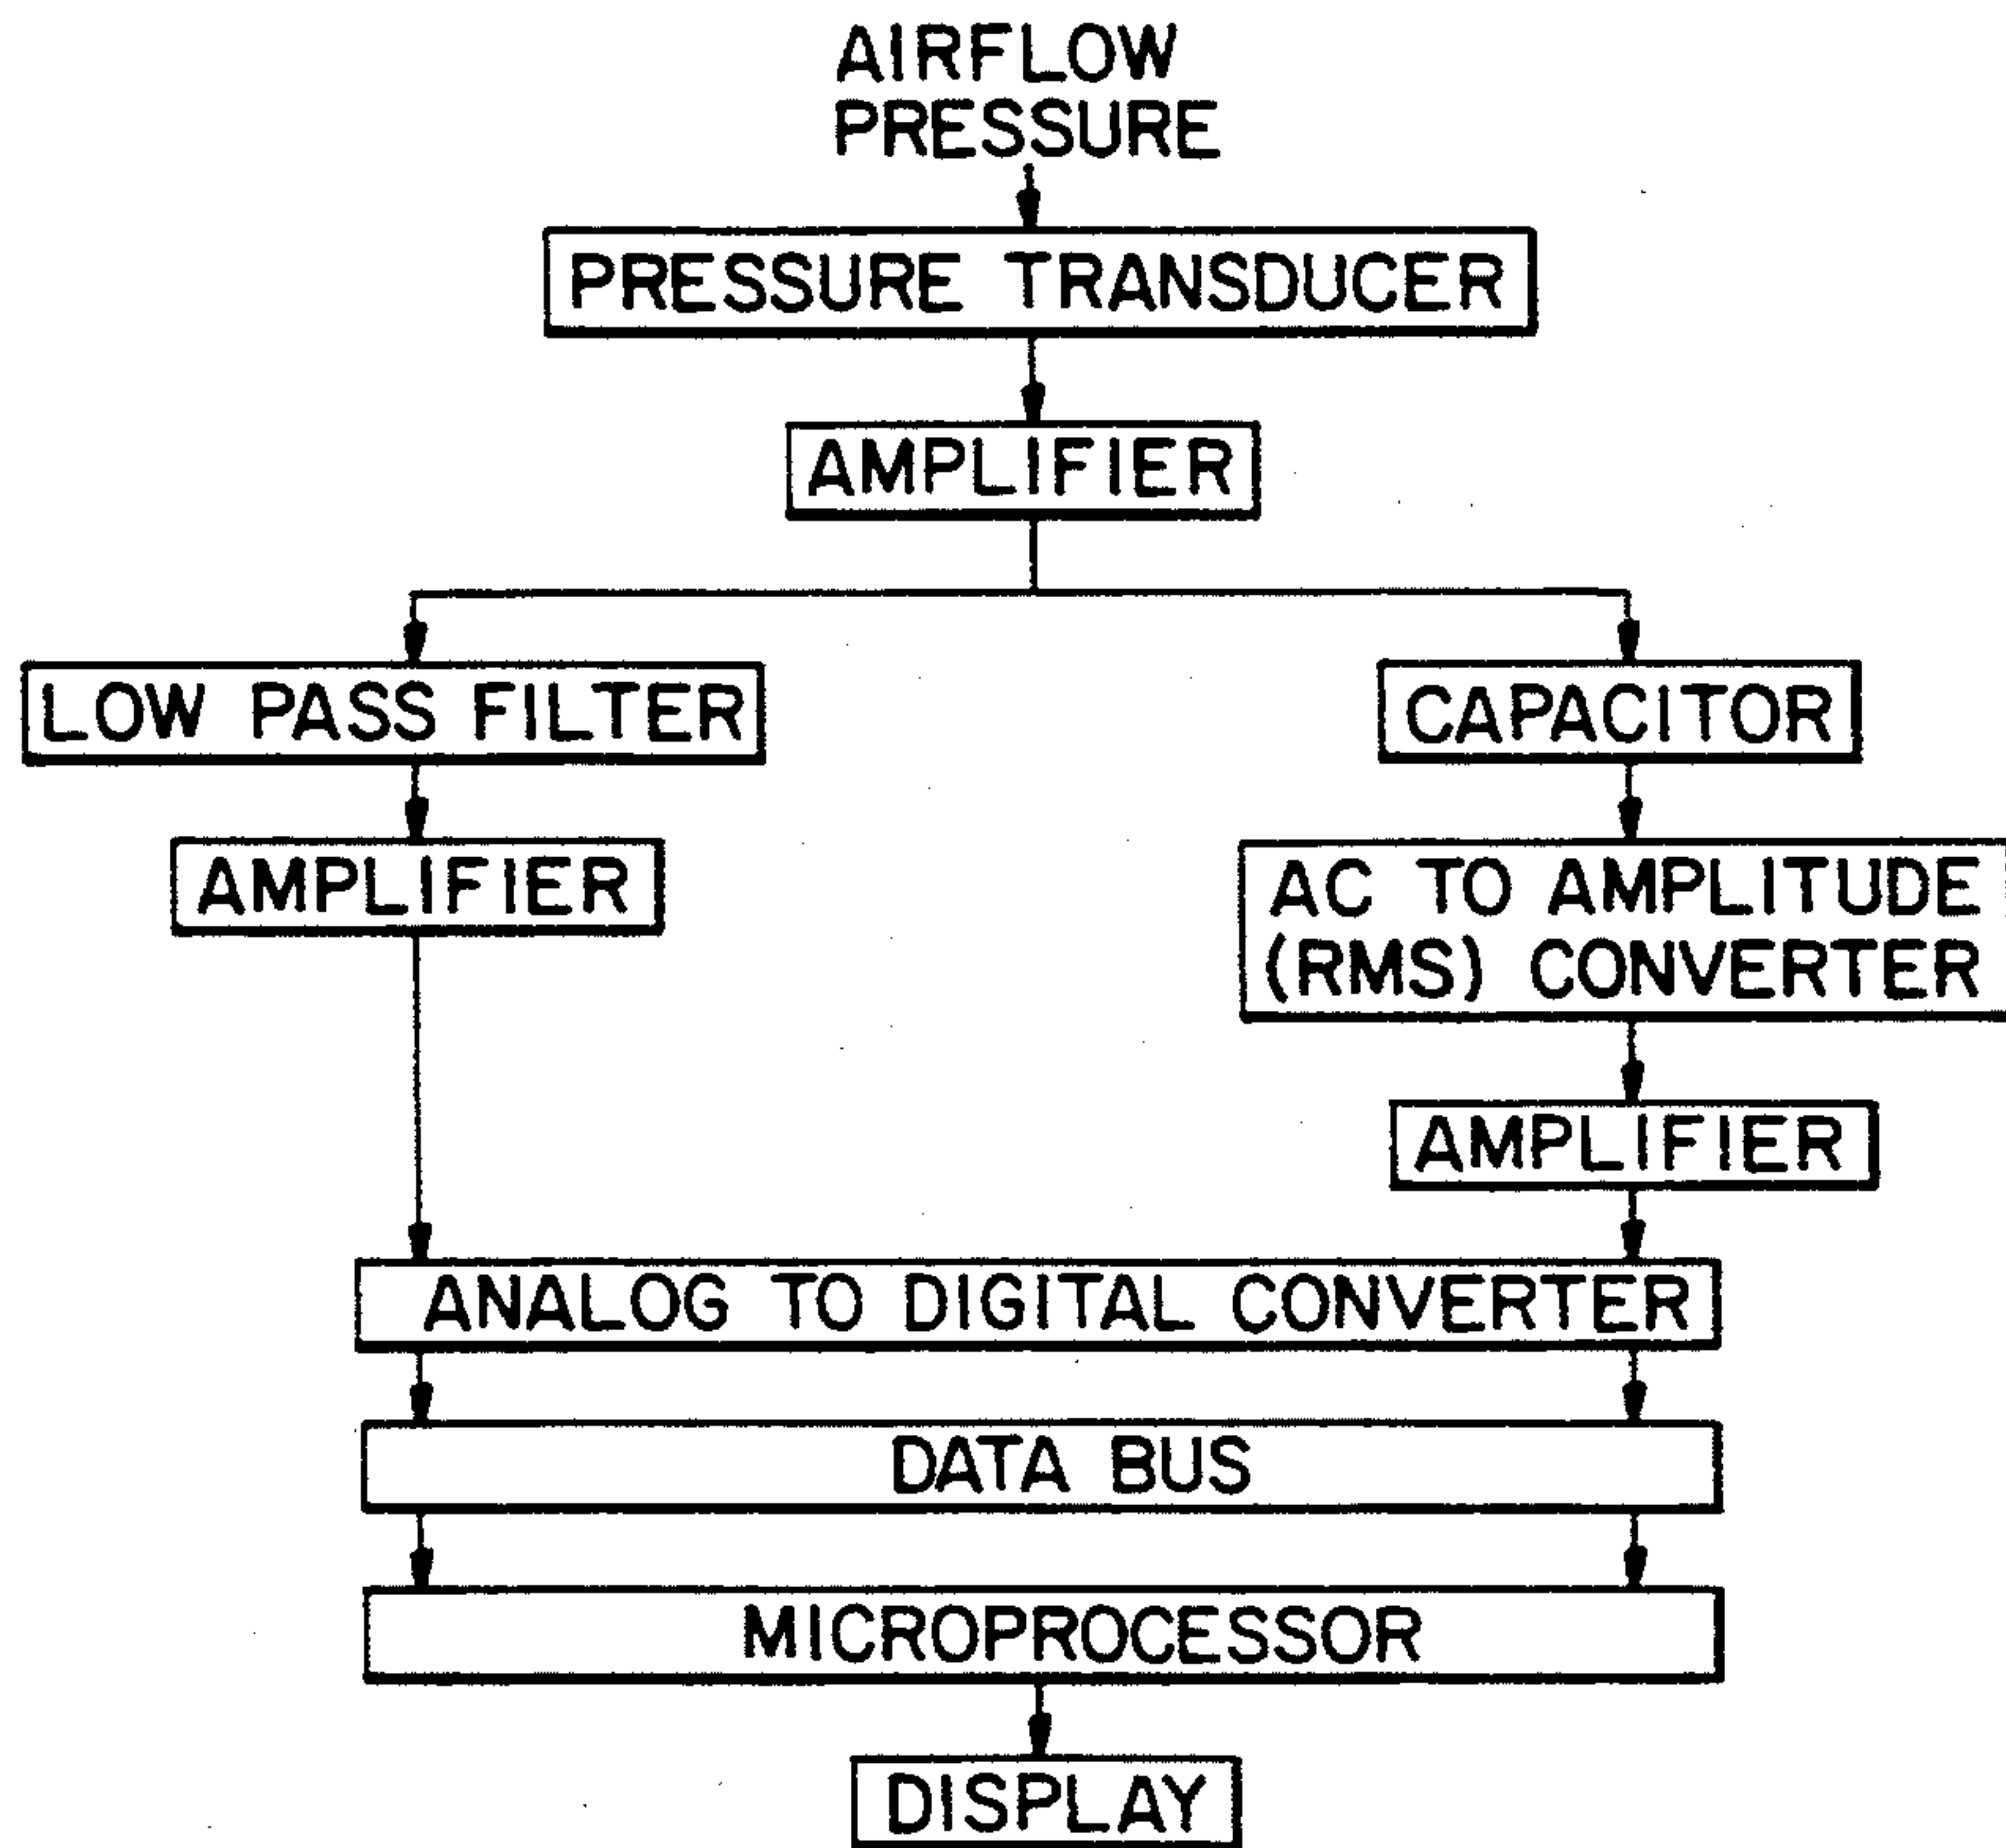 AIRFLOW
PRESSURE
PRESSURE TRANSDUCER
AMPLIFIER
LOW PASS FILTER
CAPACITOR
AMPLIFIER
AC TO AMPLITUDE
(RMS) CONVERTER
AMPLIFIER
ANALOG TO DIGITAL CONVERTER
DATA BUS
MICROPROCESSOR
DISPLAY